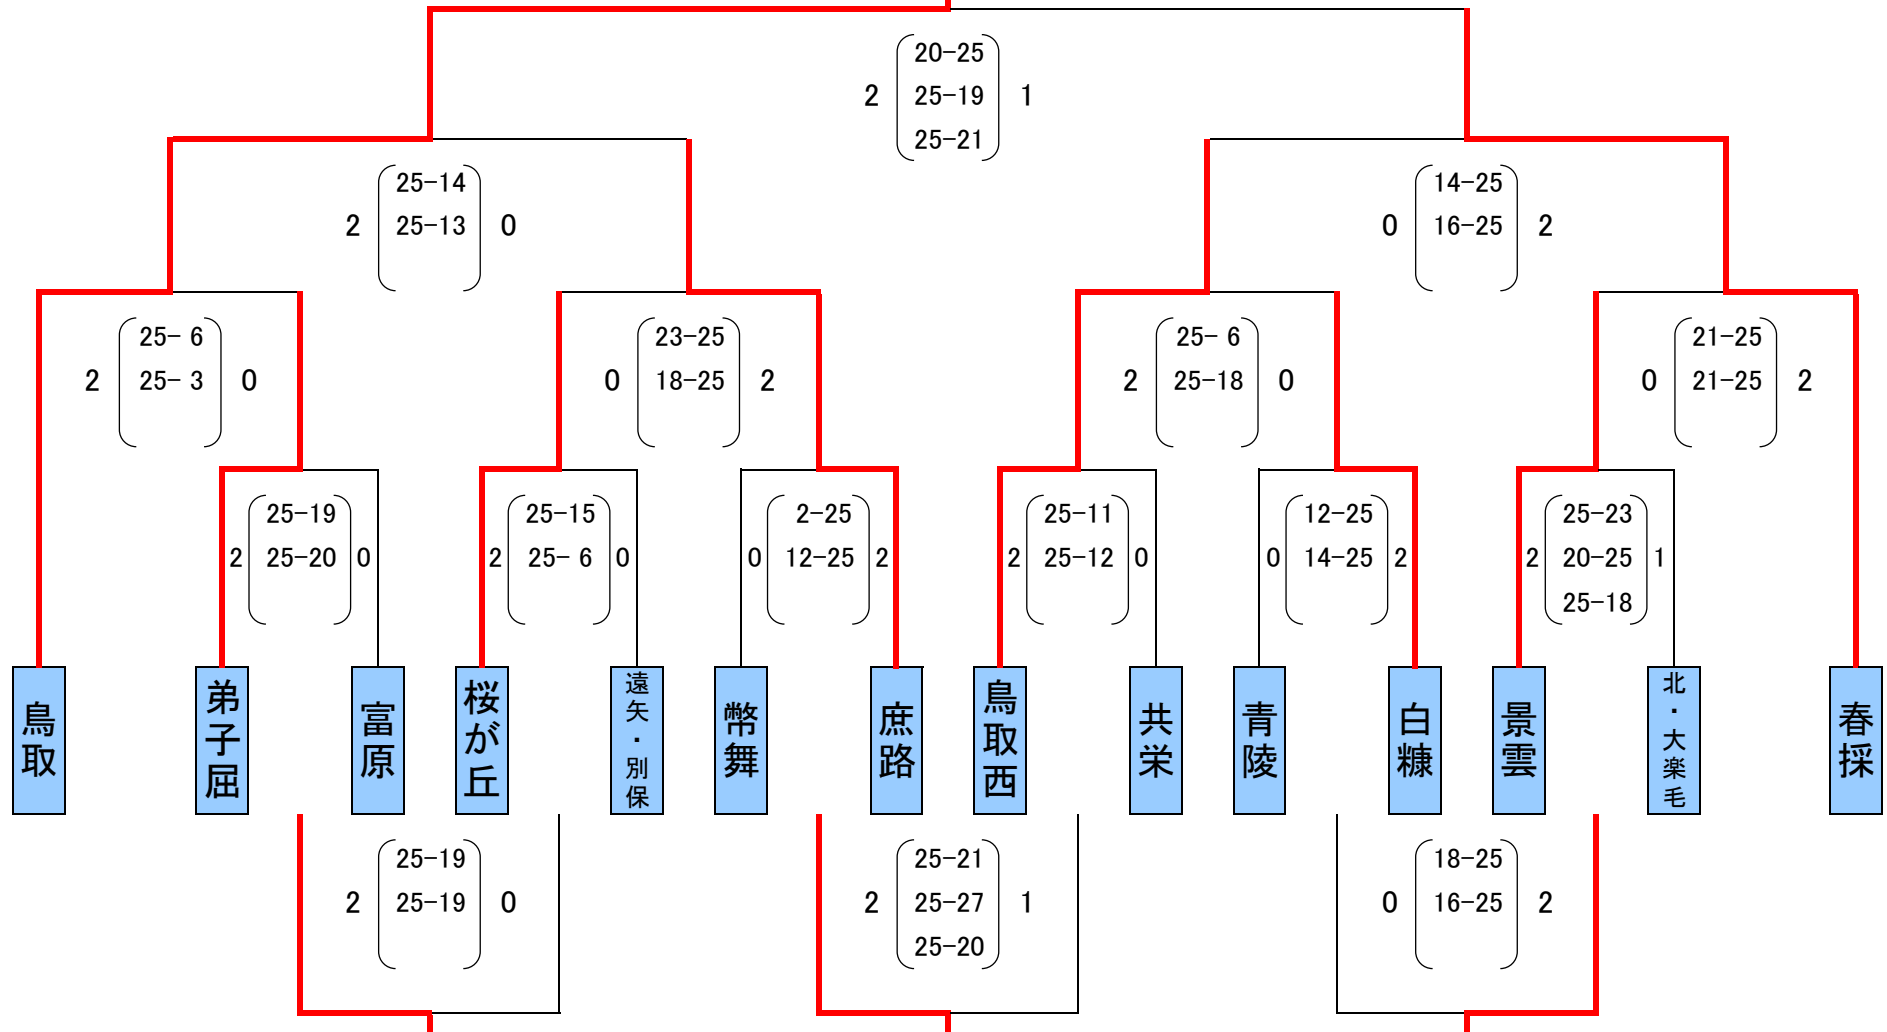 20-25
2 25-19 1
25-21
25-14
2 25-13 0
14-25
0 16-25 2
25- 6
2 25- 3 0
23-25
0 18-25 2
25- 6
2 25-18 0
21-25
0 21-25 2
25-19
2 25-20 0
25-15
2 25- 6 0
2-25
0 12-25 2
25-11
2 25-12 0
12-25
0 14-25 2
25-23
2 20-25 1
25-18
鳥取
弟子屈
富原
桜が丘
遠矢・別保
幣舞
庶路
鳥取西
共栄
青陵
白糠
景雲
北・大楽毛
春採
25-19
2 25-19 0
25-21
2 25-27 1
25-20
18-25
0 16-25 2